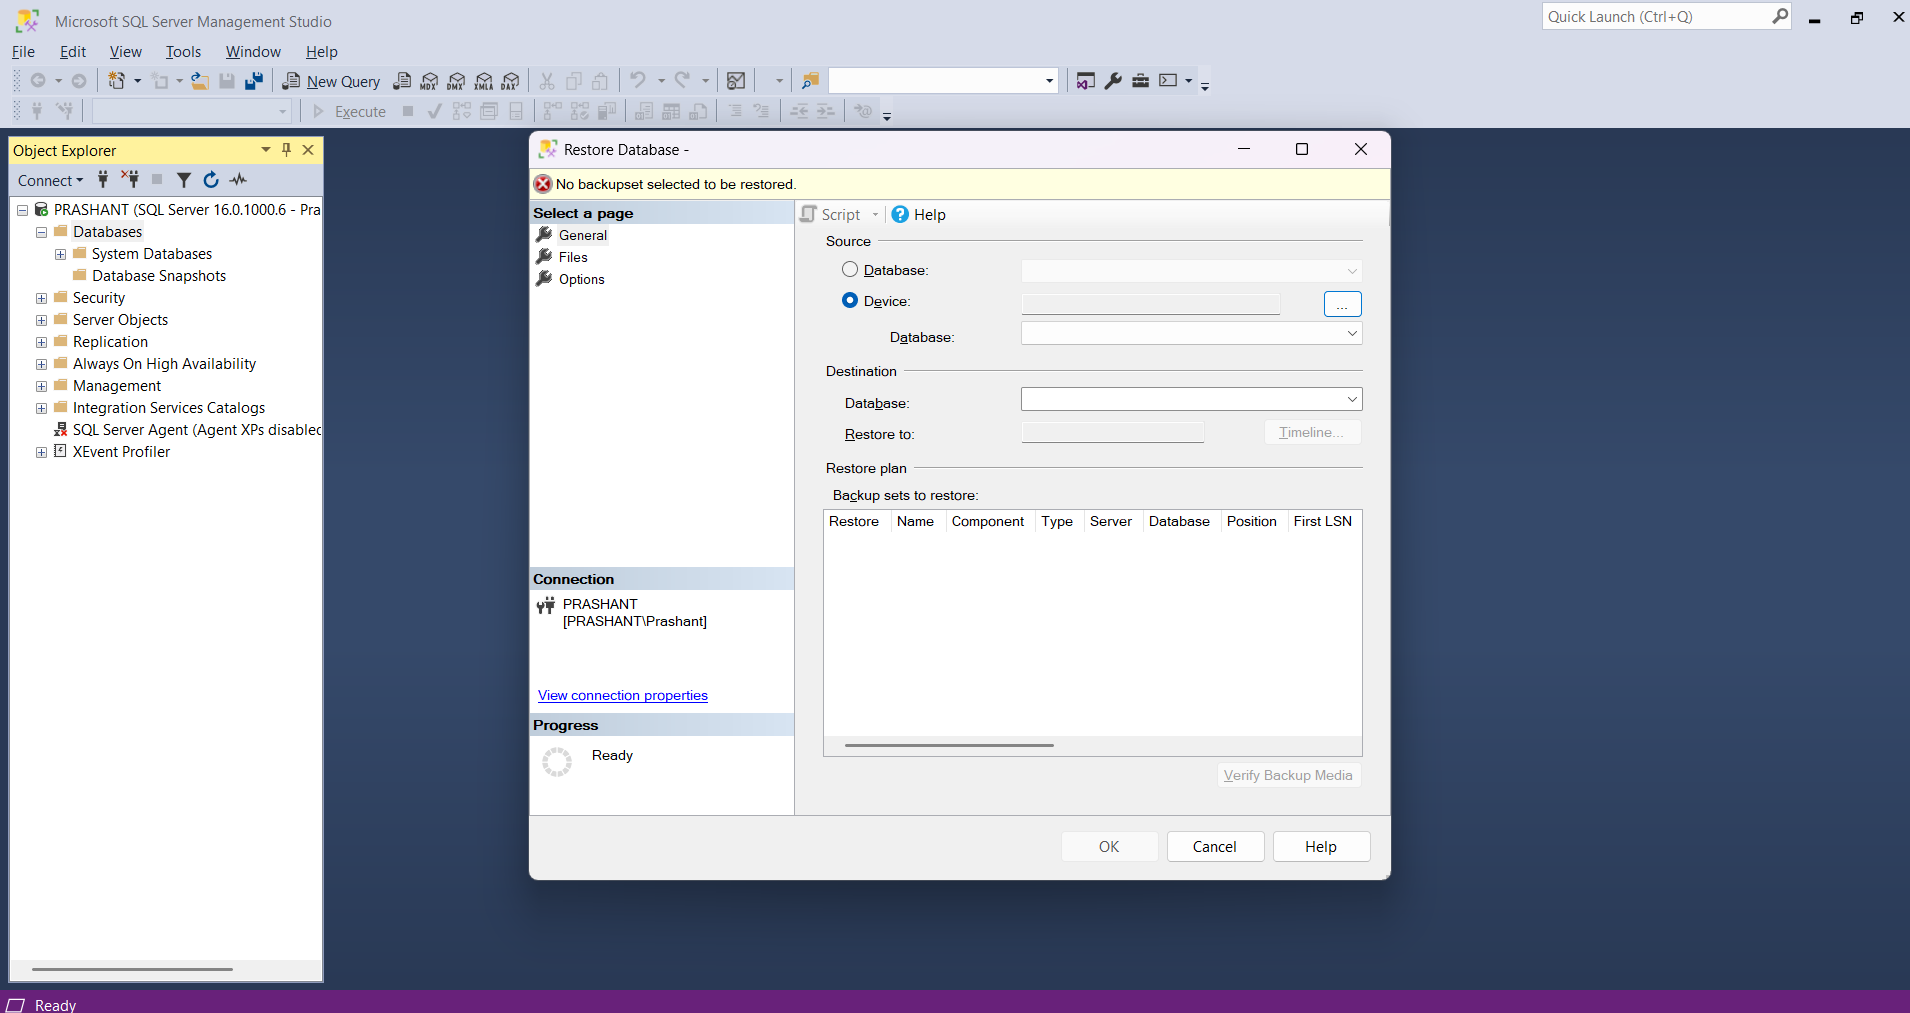 Microsoft SQL Server Management Studio
Quick Launch (Ctrl+Q)
File Edit View Tools Window Help
New Query MDX DMX XMLA DAX
Execute
Object Explorer
Connect
PRASHANT (SQL Server 16.0.1000.6 - Pra
Databases
System Databases
Database Snapshots
Security
Server Objects
Replication
Always On High Availability
Management
Integration Services Catalogs
SQL Server Agent (Agent XPs disabled
XEvent Profiler
Restore Database -
No backupset selected to be restored.
Select a page
General
Files
Options
Connection
PRASHANT
[PRASHANT\Prashant]
View connection properties
Progress
Ready
Script Help
Source
Database:
Device:
...
Database:
Destination
Database:
Restore to:
Timeline...
Restore plan
Backup sets to restore:
Restore Name Component Type Server Database Position First LSN
Verify Backup Media
OK Cancel Help
Ready